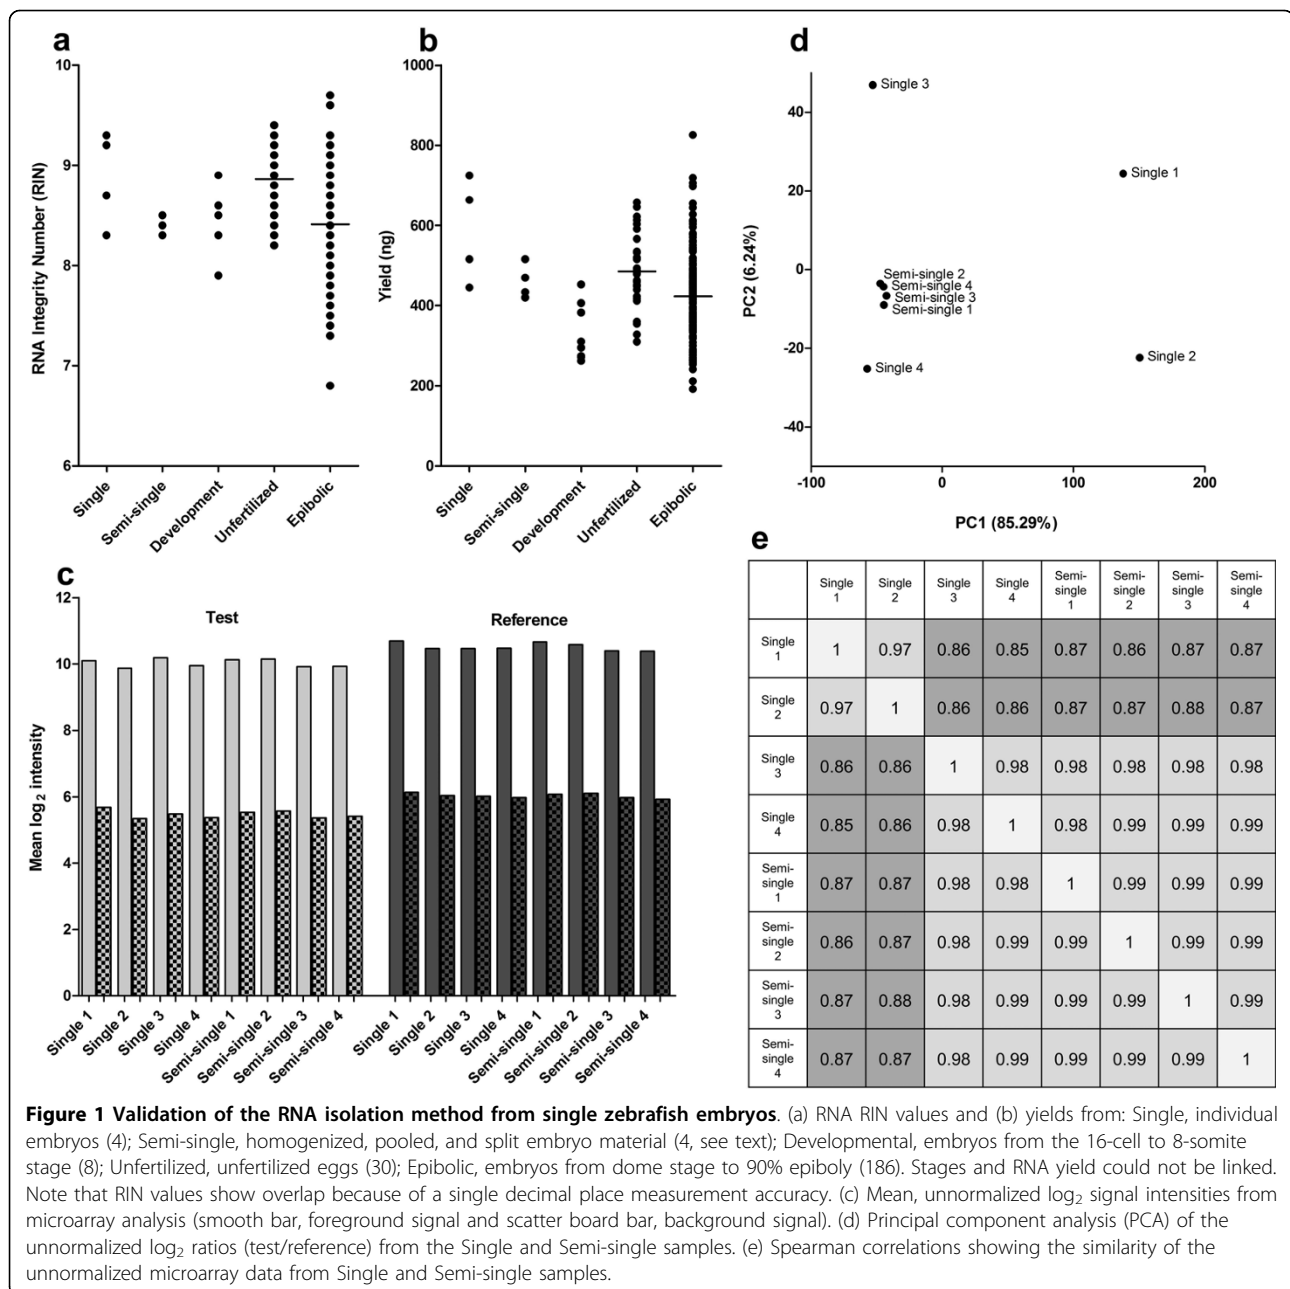 a
RNA Integrity Number (RIN)
10
9
8
7
6
Single
Semi-single
Development
Unfertilized
Epibolic
b
Yield (ng)
1000
800
600
400
200
0
Single
Semi-single
Development
Unfertilized
Epibolic
c
Mean log2 intensity
12
10
8
6
4
2
0
Test
Reference
Single 1
Single 2
Single 3
Single 4
Semi-single 1
Semi-single 2
Semi-single 3
Semi-single 4
Single 1
Single 2
Single 3
Single 4
Semi-single 1
Semi-single 2
Semi-single 3
Semi-single 4
d
PC2 (6.24%)
40
20
0
-20
-40
Single 3
Single 1
Semi-single 2
Semi-single 4
Semi-single 3
Semi-single 1
Single 2
Single 4
-100
0
100
200
PC1 (85.29%)
e
Single 1 Single 2 Single 3 Single 4 Semi-single 1 Semi-single 2 Semi-single 3 Semi-single 4
Single 1 1 0.97 0.86 0.85 0.87 0.86 0.87 0.87
Single 2 0.97 1 0.86 0.86 0.87 0.87 0.88 0.87
Single 3 0.86 0.86 1 0.98 0.98 0.98 0.98 0.98
Single 4 0.85 0.86 0.98 1 0.98 0.99 0.99 0.99
Semi-single 1 0.87 0.87 0.98 0.98 1 0.99 0.99 0.99
Semi-single 2 0.86 0.87 0.98 0.99 0.99 1 0.99 0.99
Semi-single 3 0.87 0.88 0.98 0.99 0.99 0.99 1 0.99
Semi-single 4 0.87 0.87 0.98 0.99 0.99 0.99 0.99 1
Figure 1 Validation of the RNA isolation method from single zebrafish embryos. (a) RNA RIN values and (b) yields from: Single, individual
embryos (4); Semi-single, homogenized, pooled, and split embryo material (4, see text); Developmental, embryos from the 16-cell to 8-somite
stage (8); Unfertilized, unfertilized eggs (30); Epibolic, embryos from dome stage to 90% epiboly (186). Stages and RNA yield could not be linked.
Note that RIN values show overlap because of a single decimal place measurement accuracy. (c) Mean, unnormalized log2 signal intensities from
microarray analysis (smooth bar, foreground signal and scatter board bar, background signal). (d) Principal component analysis (PCA) of the
unnormalized log2 ratios (test/reference) from the Single and Semi-single samples. (e) Spearman correlations showing the similarity of the
unnormalized microarray data from Single and Semi-single samples.